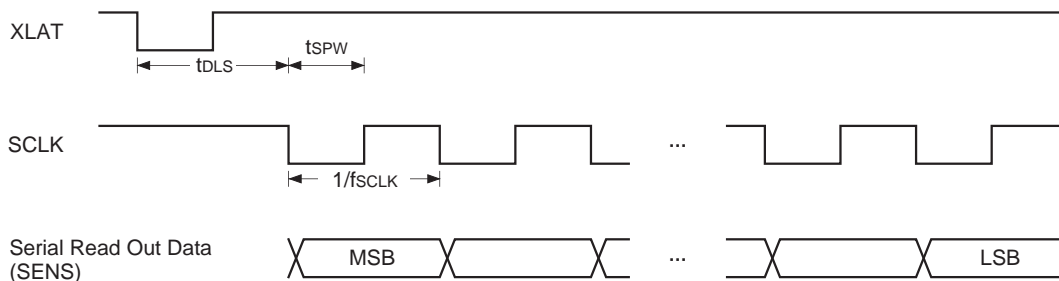 XLAT
tDLS
tSPW
SCLK
...
1/fSCLK
Serial Read Out Data
(SENS)
MSB
...
LSB